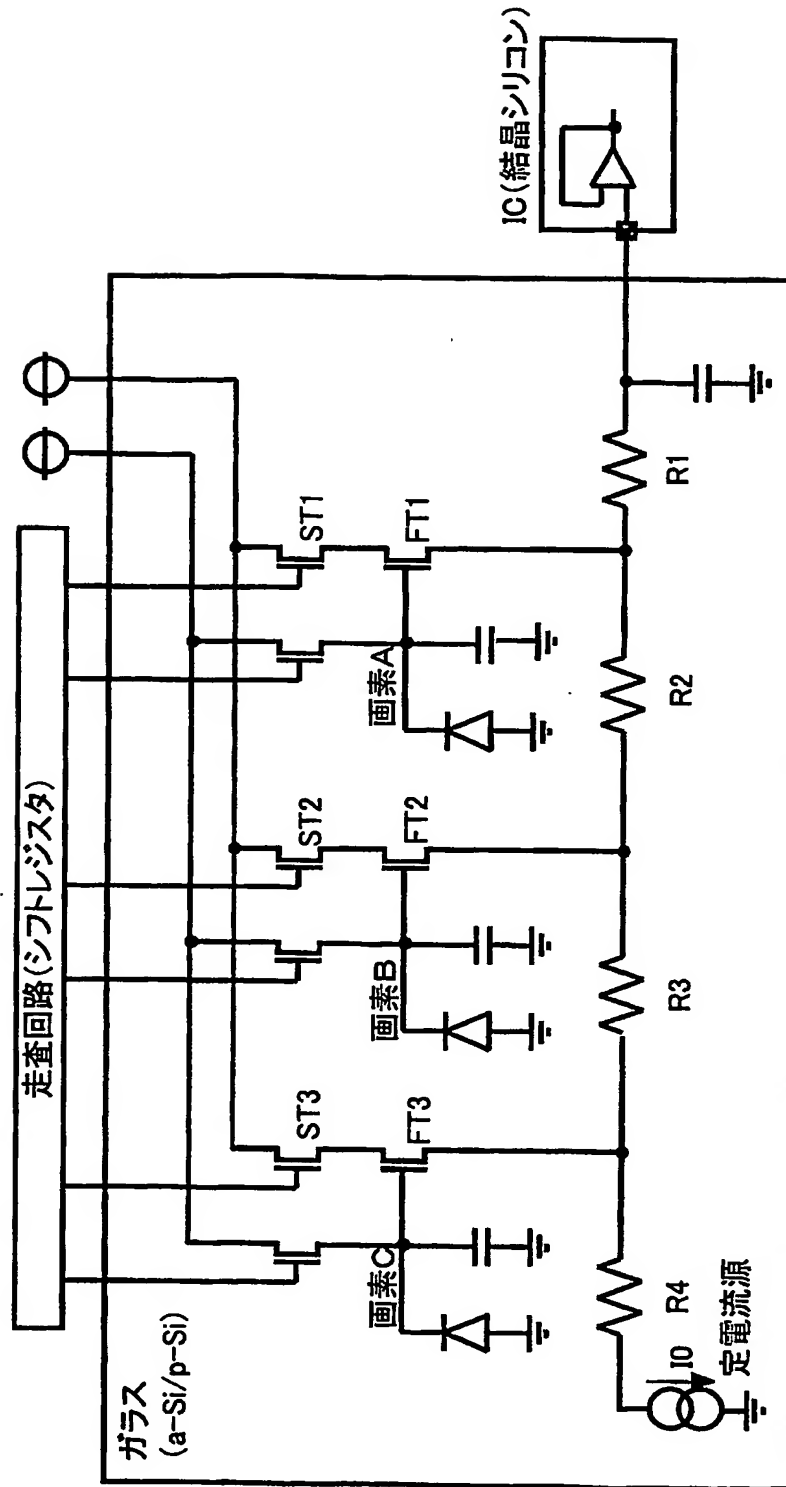 走査回路(シフトレジスタ)
ガラス
(a-Si/p-Si)
IC(結晶シリコン)
ST3
ST2
ST1
FT3
FT2
FT1
画素C
画素B
画素A
R4
R3
R2
R1
I0
定電流源